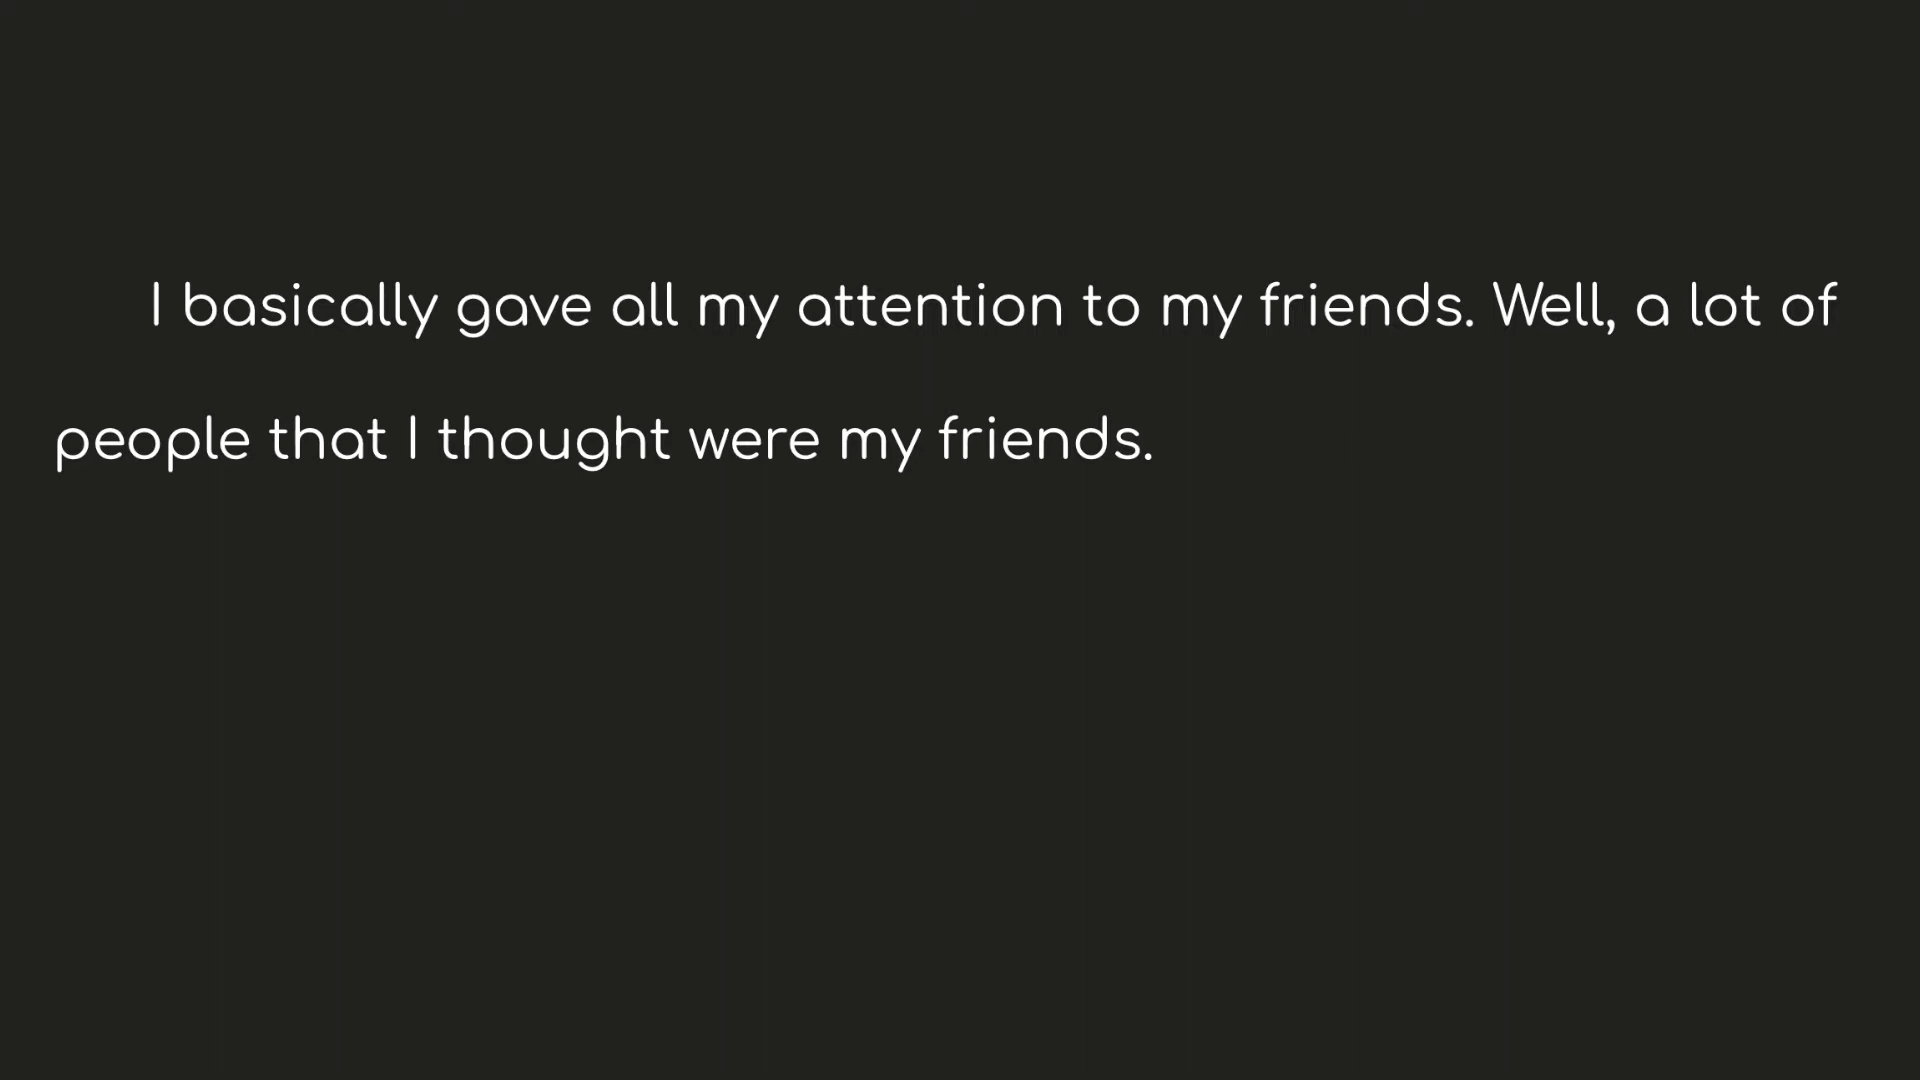 I basically gave all my attention to my friends. Well, a lot of
people that I thought were my friends.